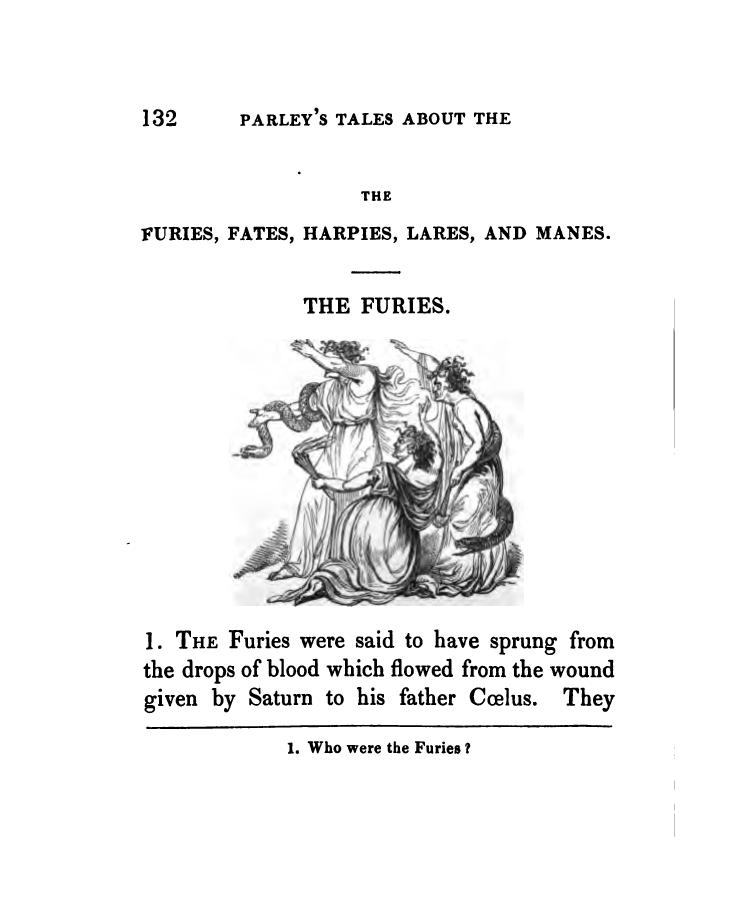 132 PARLEY'S TALES ABOUT THE
THE
FURIES, FATES, HARPIES, LARES, AND MANES.
THE FURIES.
1. THE Furies were said to have sprung from
the drops of blood which flowed from the wound
given by Saturn to his father Cœlus. They
1. Who were the Furies?